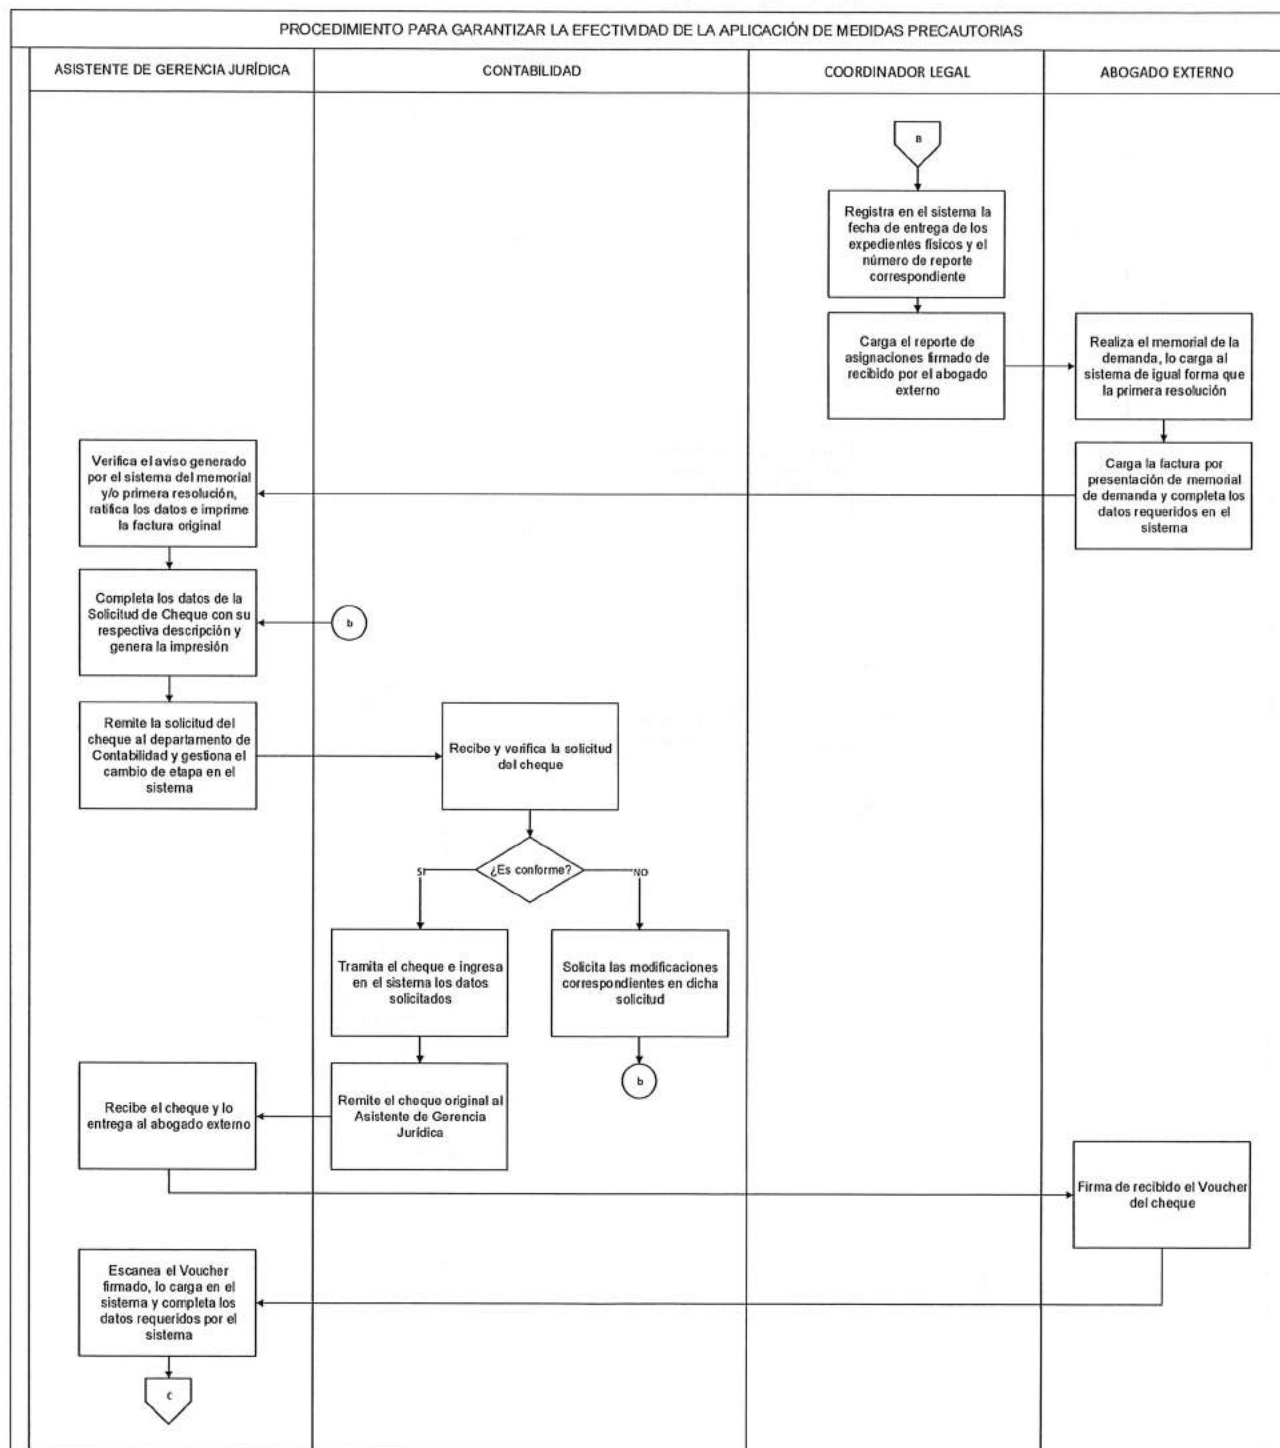 PROCEDIMIENTO PARA GARANTIZAR LA EFECTIVIDAD DE LA APLICACIÓN DE MEDIDAS PRECAUTORIAS
ASISTENTE DE GERENCIA JURÍDICA
CONTABILIDAD
COORDINADOR LEGAL
ABOGADO EXTERNO
B
Registra en el sistema la
fecha de entrega de los
expedientes físicos y el
número de reporte
correspondiente
Carga el reporte de
asignaciones firmado de
recibido por el abogado
externo
Realiza el memorial de la
demanda, lo carga al
sistema de igual forma que
la primera resolución
Carga la factura por
presentación de memorial
de demanda y completa los
datos requeridos en el
sistema
Verifica el aviso generado
por el sistema del memorial
y/o primera resolución,
ratifica los datos e imprime
la factura original
Completa los datos de la
Solicitud de Cheque con su
respectiva descripción y
genera la impresión
b
Remite la solicitud del
cheque al departamento de
Contabilidad y gestiona el
cambio de etapa en el
sistema
Recibe y verifica la solicitud
del cheque
¿Es conforme?
SI
NO
Tramita el cheque e ingresa
en el sistema los datos
solicitados
Solicita las modificaciones
correspondientes en dicha
solicitud
b
Remite el cheque original al
Asistente de Gerencia
Jurídica
Recibe el cheque y lo
entrega al abogado externo
Firma de recibido el Voucher
del cheque
Escanea el Voucher
firmado, lo carga en el
sistema y completa los
datos requeridos por el
sistema
C